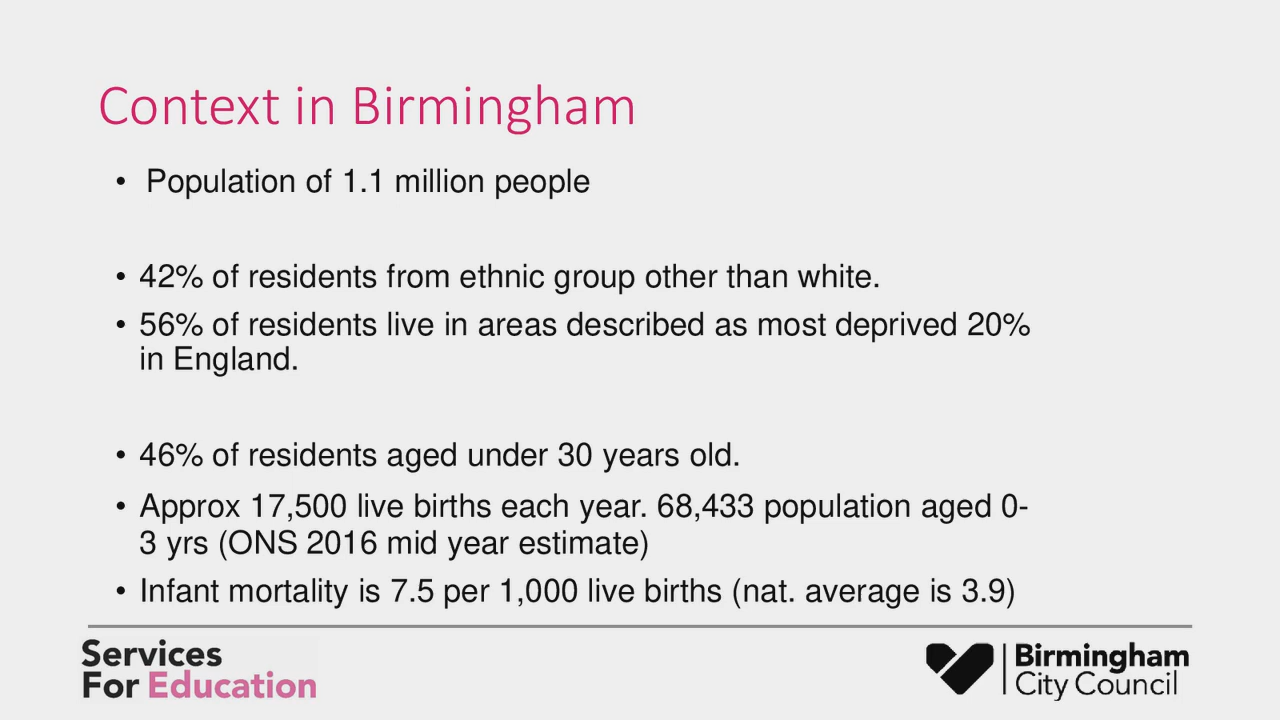 Context in Birmingham
• Population of 1.1 million people
• 42% of residents from ethnic group other than white.
• 56% of residents live in areas described as most deprived 20%
in England.
• 46% of residents aged under 30 years old.
• Approx 17,500 live births each year. 68,433 population aged 0-
3 yrs (ONS 2016 mid year estimate)
• Infant mortality is 7.5 per 1,000 live births (nat. average is 3.9)
Services
For Education
Birmingham
City Council